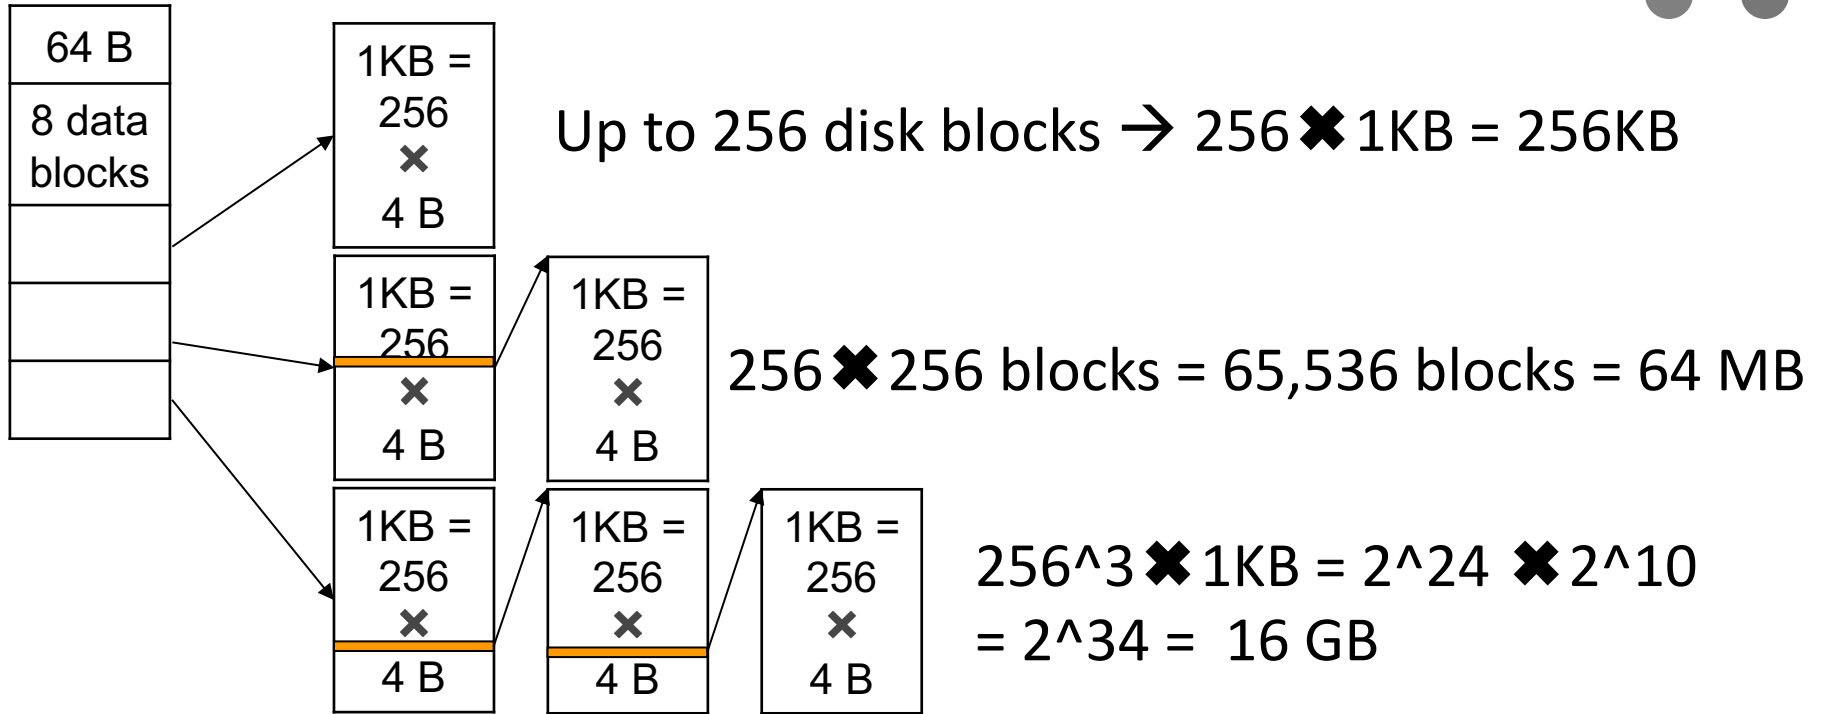 64 B
8 data
blocks
1KB =
256
✖
4 B
Up to 256 disk blocks → 256 ✖ 1KB = 256KB
1KB =
256
✖
4 B
1KB =
256
✖
4 B
256 ✖ 256 blocks = 65,536 blocks = 64 MB
1KB =
256
✖
4 B
1KB =
256
✖
4 B
1KB =
256
✖
4 B
256^3 ✖ 1KB = 2^24 ✖ 2^10
= 2^34 = 16 GB